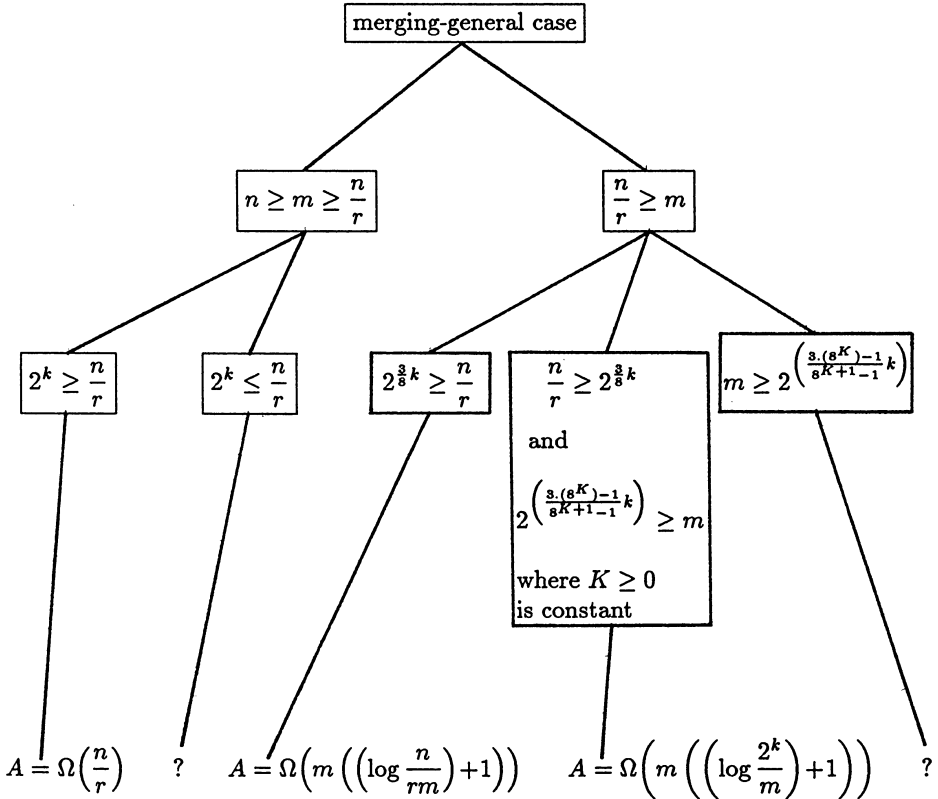 merging-general case
n ≥ m ≥ n/r
n/r ≥ m
2^k ≥ n/r
2^k ≤ n/r
2^{3/8 k} ≥ n/r
n/r ≥ 2^{3/8 k}
and
2^{((3.(8^K)−1)/(8^{K+1}−1) k)} ≥ m
where K ≥ 0
is constant
m ≥ 2^{((3.(8^K)−1)/(8^{K+1}−1) k)}
A = Ω(n/r)
?
A = Ω(m((log n/rm)+1))
A = Ω(m((log 2^k/m)+1))
?